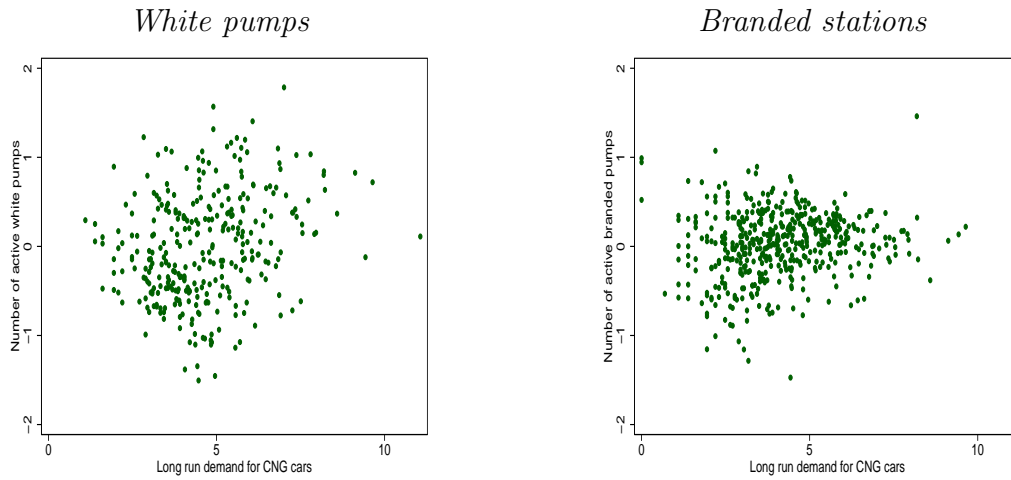 White pumps
Number of active white pumps
2
1
0
−1
−2
0
5
10
Long run demand for CNG cars
Branded stations
Number of active branded pumps
2
1
0
−1
−2
0
5
10
Long run demand for CNG cars